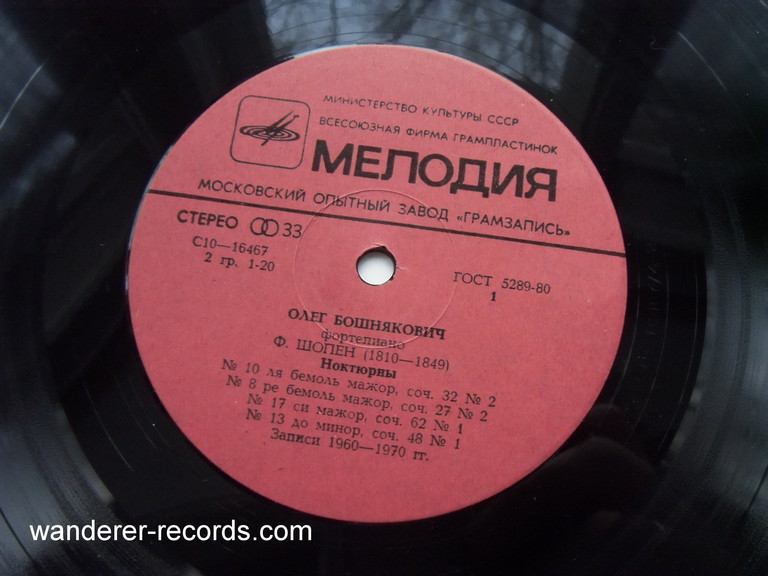 МИНИСТЕРСТВО КУЛЬТУРЫ СССР
ВСЕСОЮЗНАЯ ФИРМА ГРАМПЛАСТИНОК
МЕЛОДИЯ
МОСКОВСКИЙ ОПЫТНЫЙ ЗАВОД «ГРАМЗАПИСЬ»
СТЕРЕО 33
С10—16467
2 гр. 1-20
ГОСТ 5289-80
1
ОЛЕГ БОШНЯКОВИЧ
фортепиано
Ф. ШОПЕН (1810—1849)
Ноктюрны
№ 10 ля бемоль мажор, соч. 32 № 2
№ 8 ре бемоль мажор, соч. 27 № 2
№ 17 си мажор, соч. 62 № 1
№ 13 до минор, соч. 48 № 1
Записи 1960—1970 гг.
wanderer-records.com